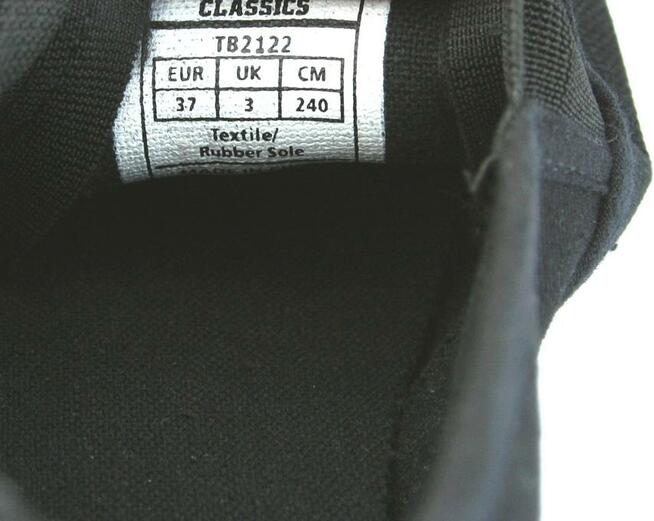 CLASSICS
TB2122
EUR UK CM
37 3 240
Textile/
Rubber Sole